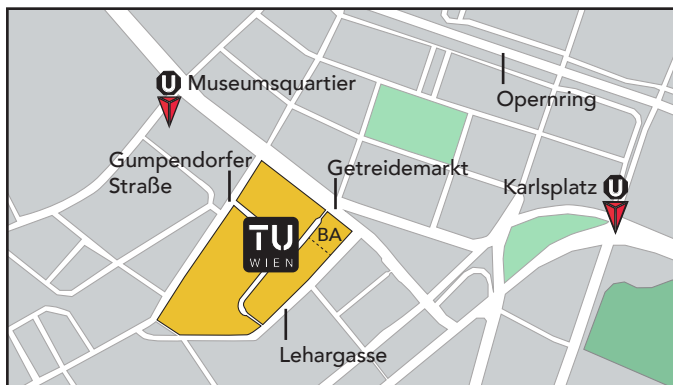 U Museumsquartier
Opernring
Gumpendorfer
Straße
Getreidemarkt
Karlsplatz U
BA
TU
WIEN
Lehargasse